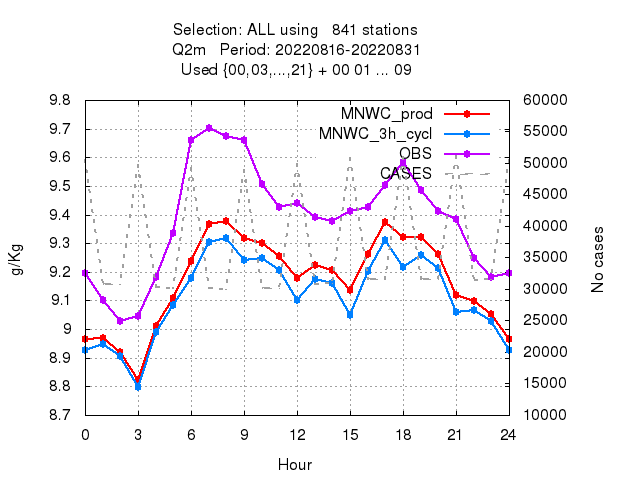 Selection: ALL using   841 stations
Q2m   Period: 20220816-20220831
Used {00,03,...,21} + 00 01 ... 09
MNWC_prod
MNWC_3h_cycl
OBS
CASES
9.8
9.7
9.6
9.5
9.4
9.3
9.2
9.1
9
8.9
8.8
8.7
g/Kg
60000
55000
50000
45000
40000
35000
30000
25000
20000
15000
10000
No cases
0 3 6 9 12 15 18 21 24
Hour